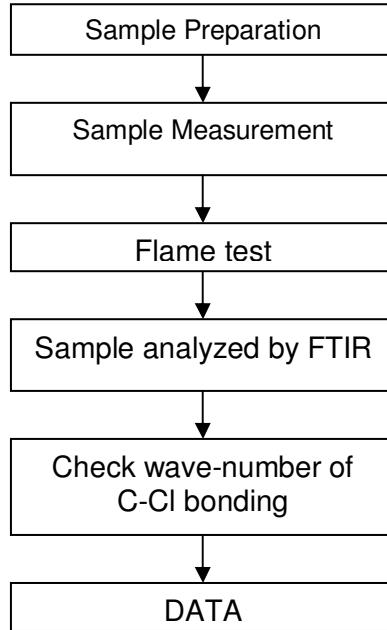 Sample Preparation
Sample Measurement
Flame test
Sample analyzed by FTIR
Check wave-number of
C-Cl bonding
DATA